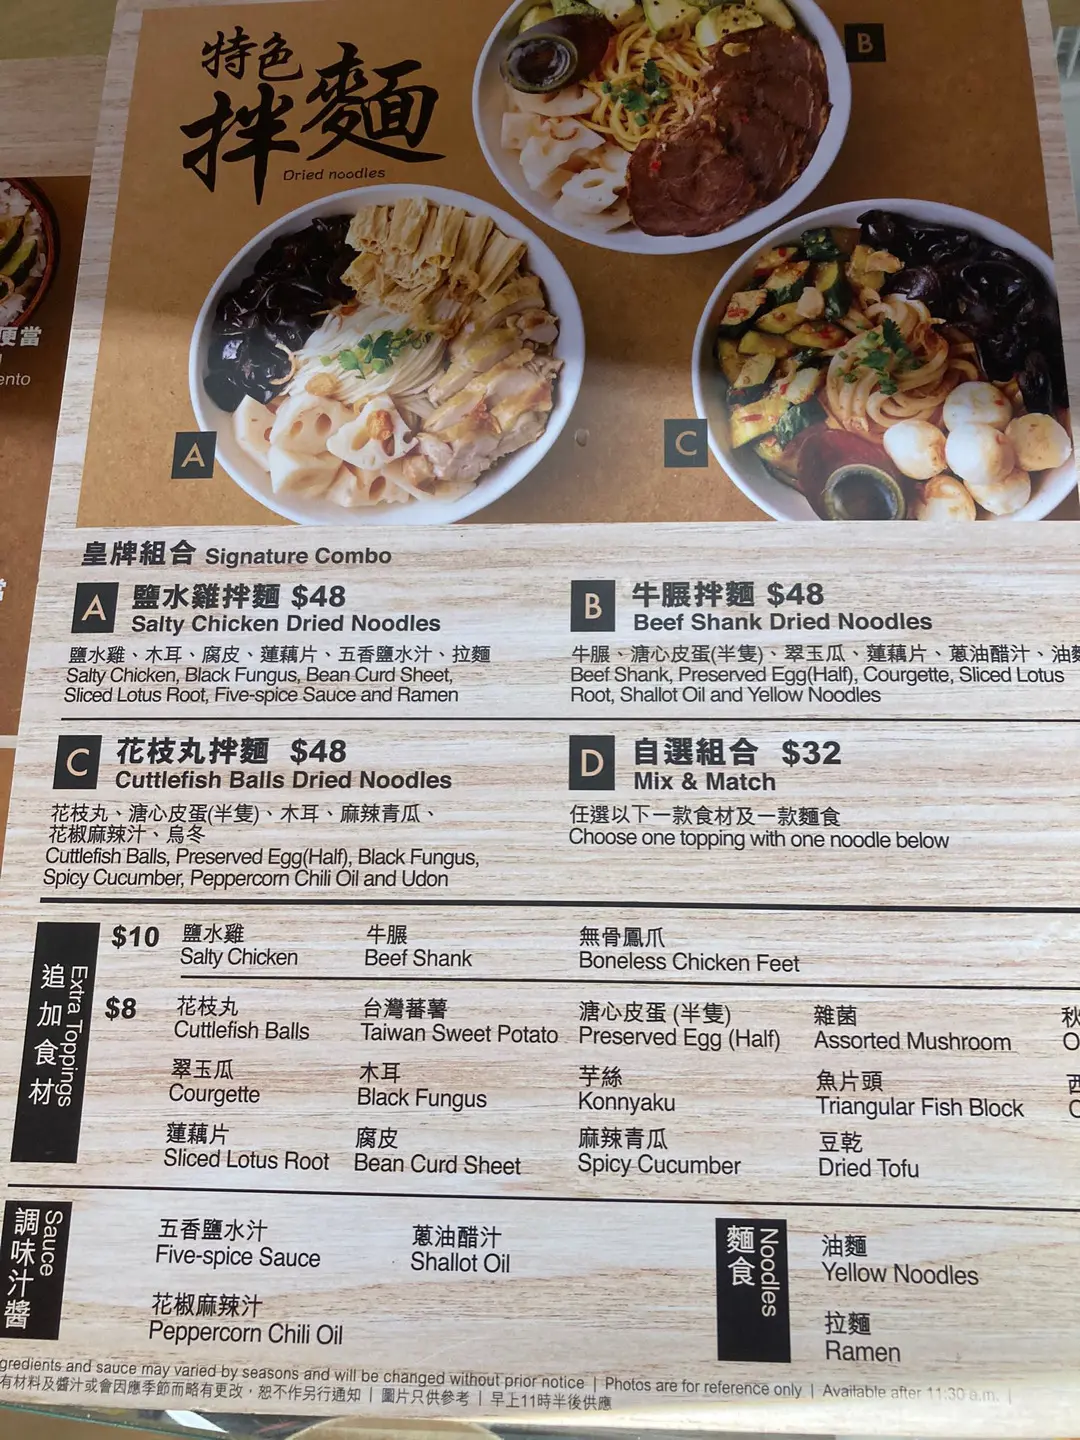 特色
拌麵
Dried noodles
B
A
C
便當
ento
當
皇牌組合 Signature Combo
A 鹽水雞拌麵 $48
Salty Chicken Dried Noodles
鹽水雞、木耳、腐皮、蓮藕片、五香鹽水汁、拉麵
Salty Chicken, Black Fungus, Bean Curd Sheet,
Sliced Lotus Root, Five-spice Sauce and Ramen
B 牛𦟌拌麵 $48
Beef Shank Dried Noodles
牛𦟌、溏心皮蛋(半隻)、翠玉瓜、蓮藕片、蔥油醋汁、油麵
Beef Shank, Preserved Egg(Half), Courgette, Sliced Lotus
Root, Shallot Oil and Yellow Noodles
C 花枝丸拌麵 $48
Cuttlefish Balls Dried Noodles
花枝丸、溏心皮蛋(半隻)、木耳、麻辣青瓜、
花椒麻辣汁、烏冬
Cuttlefish Balls, Preserved Egg(Half), Black Fungus,
Spicy Cucumber, Peppercorn Chili Oil and Udon
D 自選組合 $32
Mix & Match
任選以下一款食材及一款麵食
Choose one topping with one noodle below
追加食材
Extra Toppings
$10 鹽水雞 牛𦟌 無骨鳳爪
Salty Chicken Beef Shank Boneless Chicken Feet
$8 花枝丸 台灣蕃薯 溏心皮蛋 (半隻) 雜菌 秋
Cuttlefish Balls Taiwan Sweet Potato Preserved Egg (Half) Assorted Mushroom O
翠玉瓜 木耳 芋絲 魚片頭 西
Courgette Black Fungus Konnyaku Triangular Fish Block C
蓮藕片 腐皮 麻辣青瓜 豆乾
Sliced Lotus Root Bean Curd Sheet Spicy Cucumber Dried Tofu
調味汁醬
Sauce
五香鹽水汁 蔥油醋汁
Five-spice Sauce Shallot Oil
花椒麻辣汁
Peppercorn Chili Oil
麵食
Noodles
油麵
Yellow Noodles
拉麵
Ramen
gredients and sauce may varied by seasons and will be changed without prior notice | Photos are for reference only | Available after 11:30 a.m. |
有材料及醬汁或會因應季節而略有更改，恕不作另行通知 | 圖片只供參考 | 早上11時半後供應